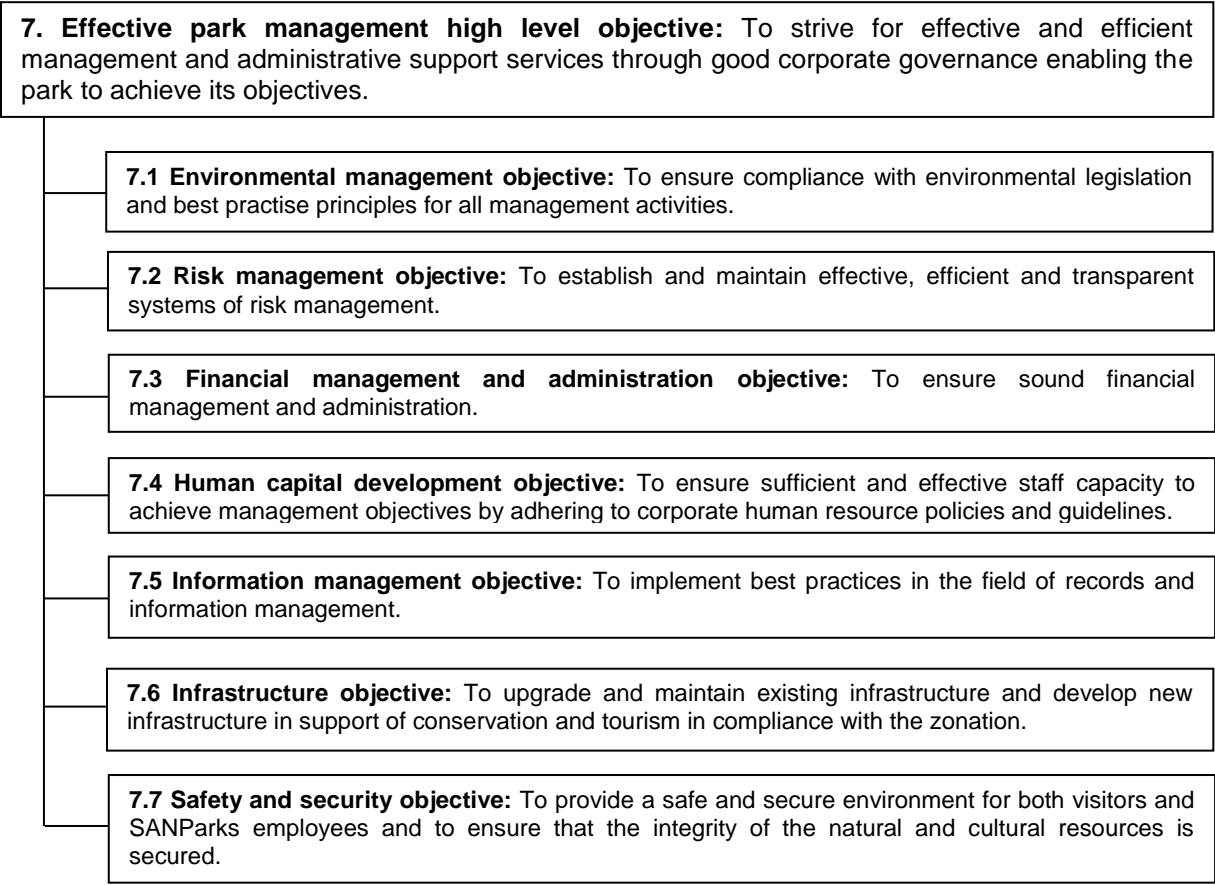 7. Effective park management high level objective: To strive for effective and efficient
management and administrative support services through good corporate governance enabling the
park to achieve its objectives.
7.1 Environmental management objective: To ensure compliance with environmental legislation
and best practise principles for all management activities.
7.2 Risk management objective: To establish and maintain effective, efficient and transparent
systems of risk management.
7.3 Financial management and administration objective: To ensure sound financial
management and administration.
7.4 Human capital development objective: To ensure sufficient and effective staff capacity to
achieve management objectives by adhering to corporate human resource policies and guidelines.
7.5 Information management objective: To implement best practices in the field of records and
information management.
7.6 Infrastructure objective: To upgrade and maintain existing infrastructure and develop new
infrastructure in support of conservation and tourism in compliance with the zonation.
7.7 Safety and security objective: To provide a safe and secure environment for both visitors and
SANParks employees and to ensure that the integrity of the natural and cultural resources is
secured.